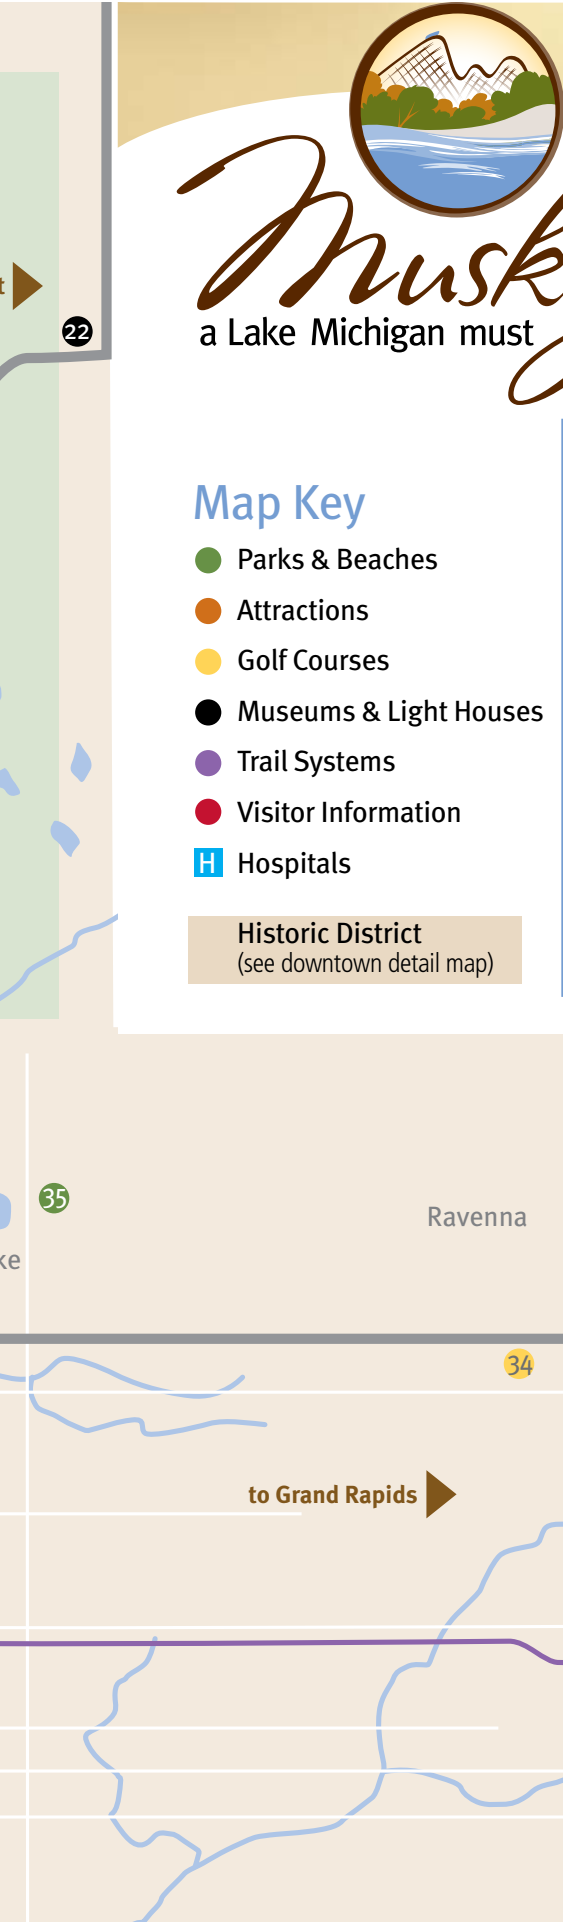 22
a Lake Michigan must
Map Key
Parks & Beaches
Attractions
Golf Courses
Museums & Light Houses
Trail Systems
Visitor Information
H Hospitals
Historic District
(see downtown detail map)
35
Ravenna
34
to Grand Rapids